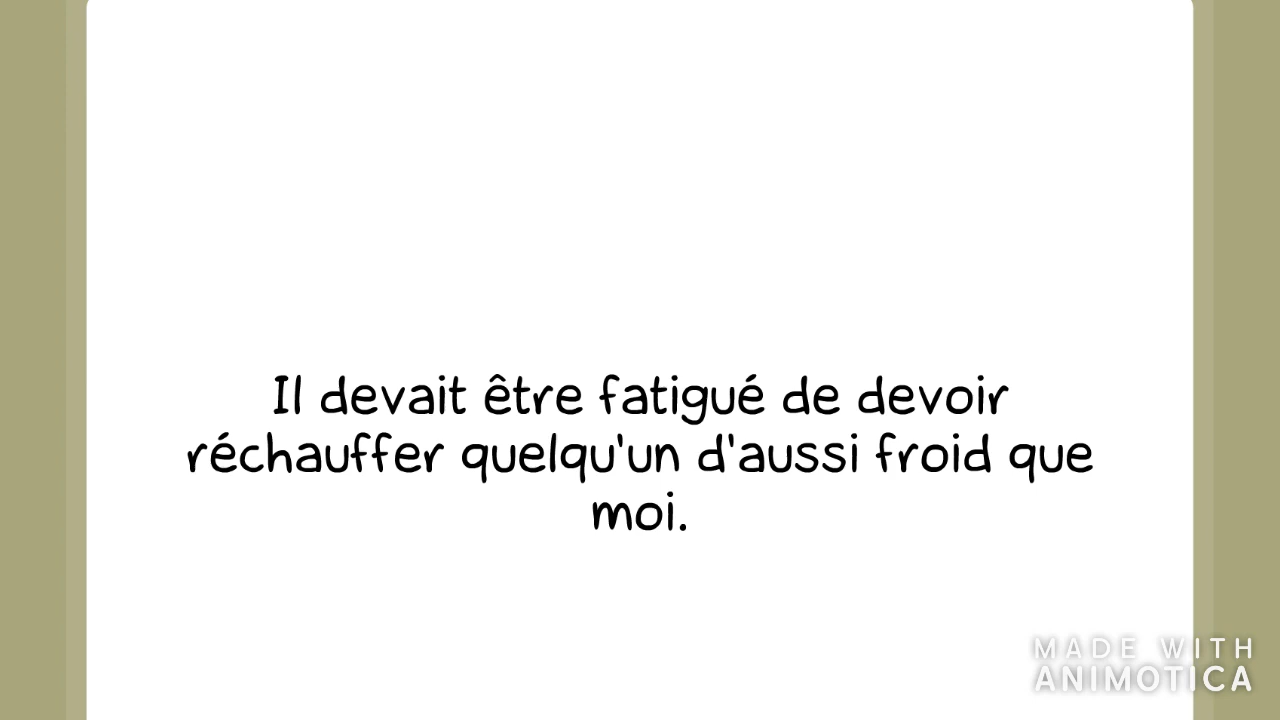 Il devait être fatigué de devoir
réchauffer quelqu'un d'aussi froid que
moi.
MADE WITH
ANIMOTICA